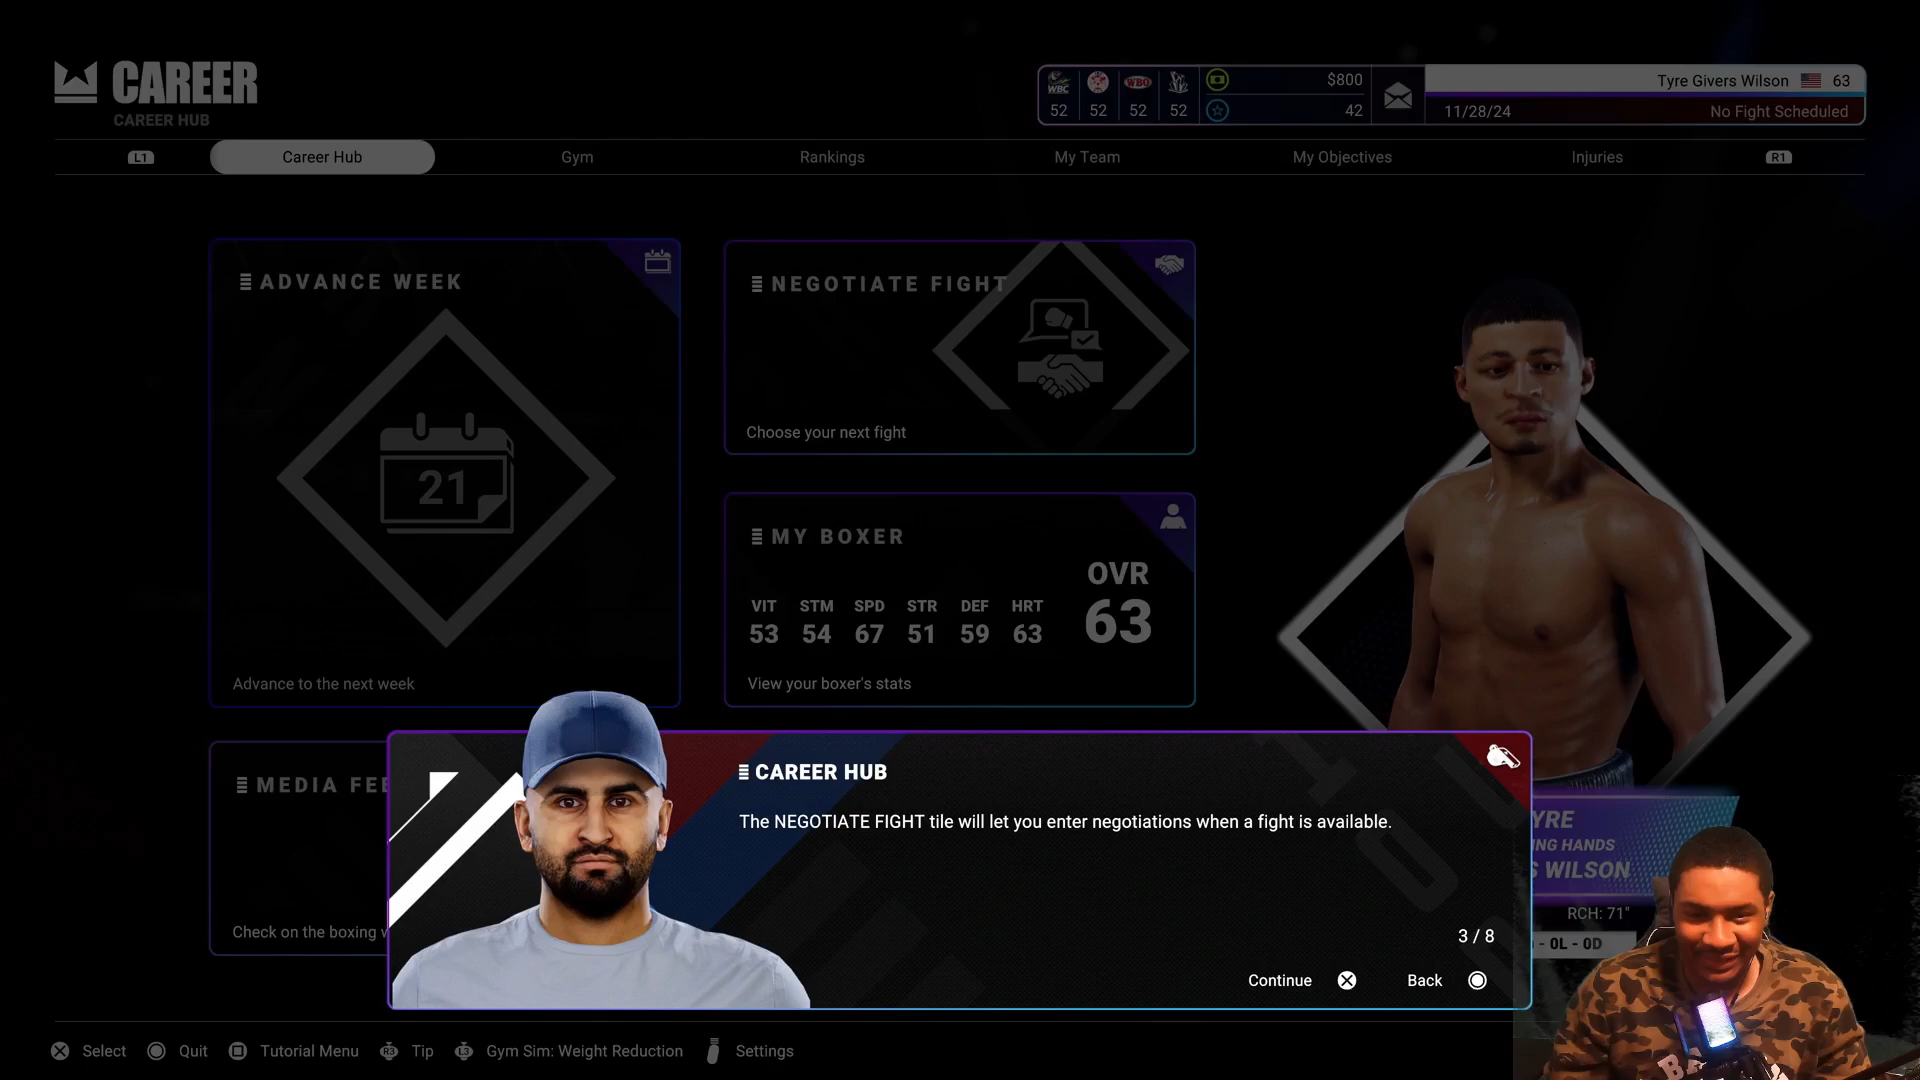 CAREER
CAREER HUB
WBC
WBO
52 52 52 52
$800
42
Tyre Givers Wilson 63
11/28/24 No Fight Scheduled
L1 Career Hub Gym Rankings My Team My Objectives Injuries R1
ADVANCE WEEK
21
Advance to the next week
NEGOTIATE FIGHT
Choose your next fight
MY BOXER
OVR
63
VIT STM SPD STR DEF HRT
53 54 67 51 59 63
View your boxer's stats
MEDIA FEE
Check on the boxing
CAREER HUB
The NEGOTIATE FIGHT tile will let you enter negotiations when a fight is available.
3 / 8
Continue Back
YRE
NG HANDS
S WILSON
RCH: 71"
- 0L - 0D
Select Quit Tutorial Menu R3 Tip L3 Gym Sim: Weight Reduction Settings